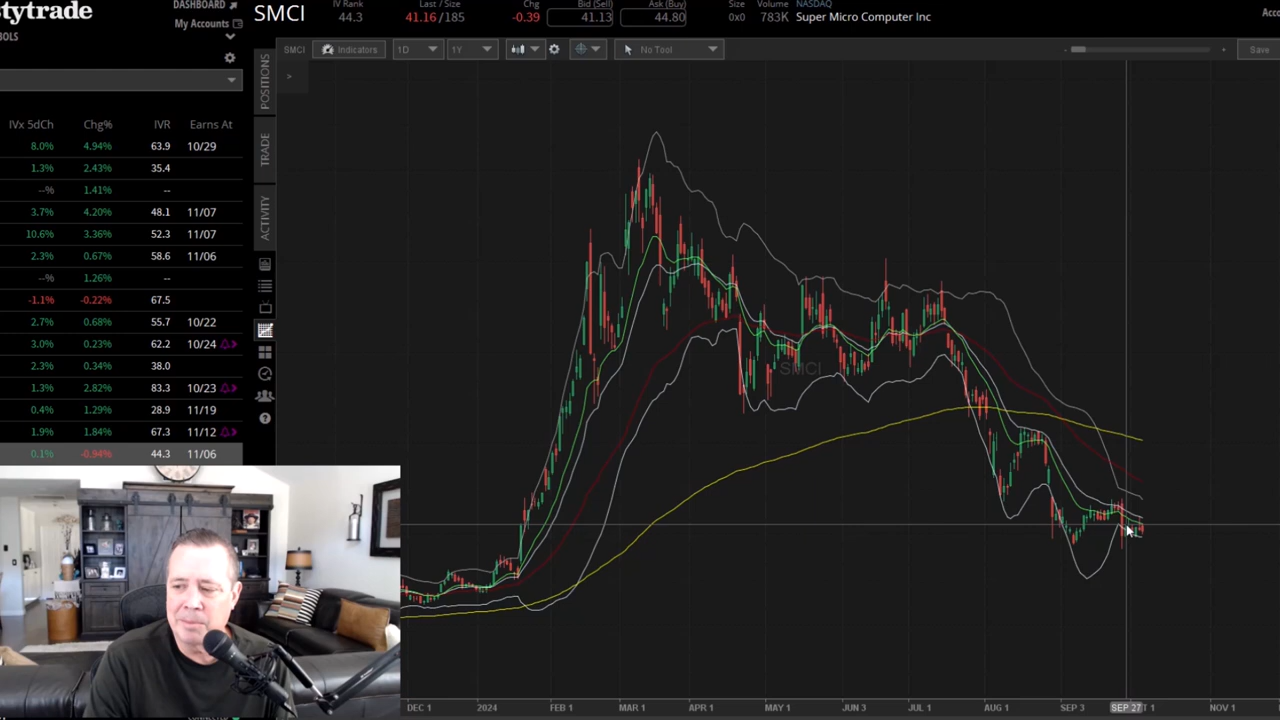 tytrade
DASHBOARD
My Accounts
BOLS
SMCI
IV Rank
44.3
Last / Size
41.16 / 185
Chg
-0.39
Bid (Sell)
41.13
Ask (Buy)
44.80
Size
0x0
Volume
783K
NASDAQ
Super Micro Computer Inc
Acco
SMCI
Indicators
1D
1Y
No Tool
-
+
Save
>
POSITIONS
TRADE
ACTIVITY
IVx 5dCh Chg% IVR Earns At
8.0% 4.94% 63.9 10/29
1.3% 2.43% 35.4
--% 1.41% --
3.7% 4.20% 48.1 11/07
10.6% 3.36% 52.3 11/07
2.3% 0.67% 58.6 11/06
--% 1.26% --
-1.1% -0.22% 67.5
2.7% 0.68% 55.7 10/22
3.0% 0.23% 62.2 10/24
2.3% 0.34% 38.0
1.3% 2.82% 83.3 10/23
0.4% 1.29% 28.9 11/19
1.9% 1.84% 67.3 11/12
0.1% -0.94% 44.3 11/06
SMCI
DEC 1 2024 FEB 1 MAR 1 APR 1 MAY 1 JUN 3 JUL 1 AUG 1 SEP 3 SEP 27 T 1 NOV 1